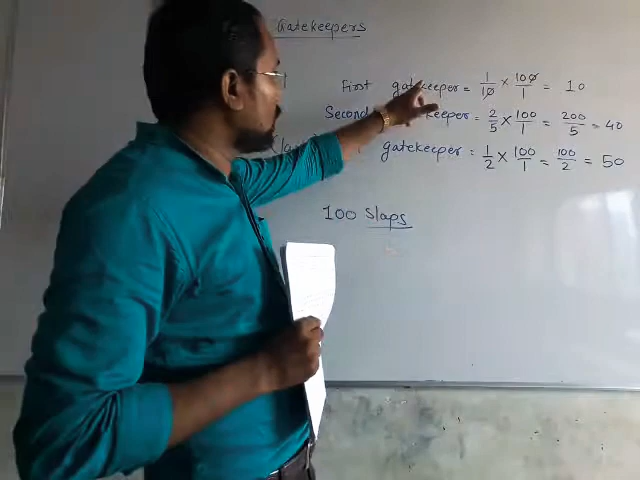 Gatekeepers
First gatekeeper = 1/10 × 100/1 = 10
Second keeper = 2/5 × 100/1 = 200/5 = 40
gatekeeper = 1/2 × 100/1 = 100/2 = 50
100 Slaps